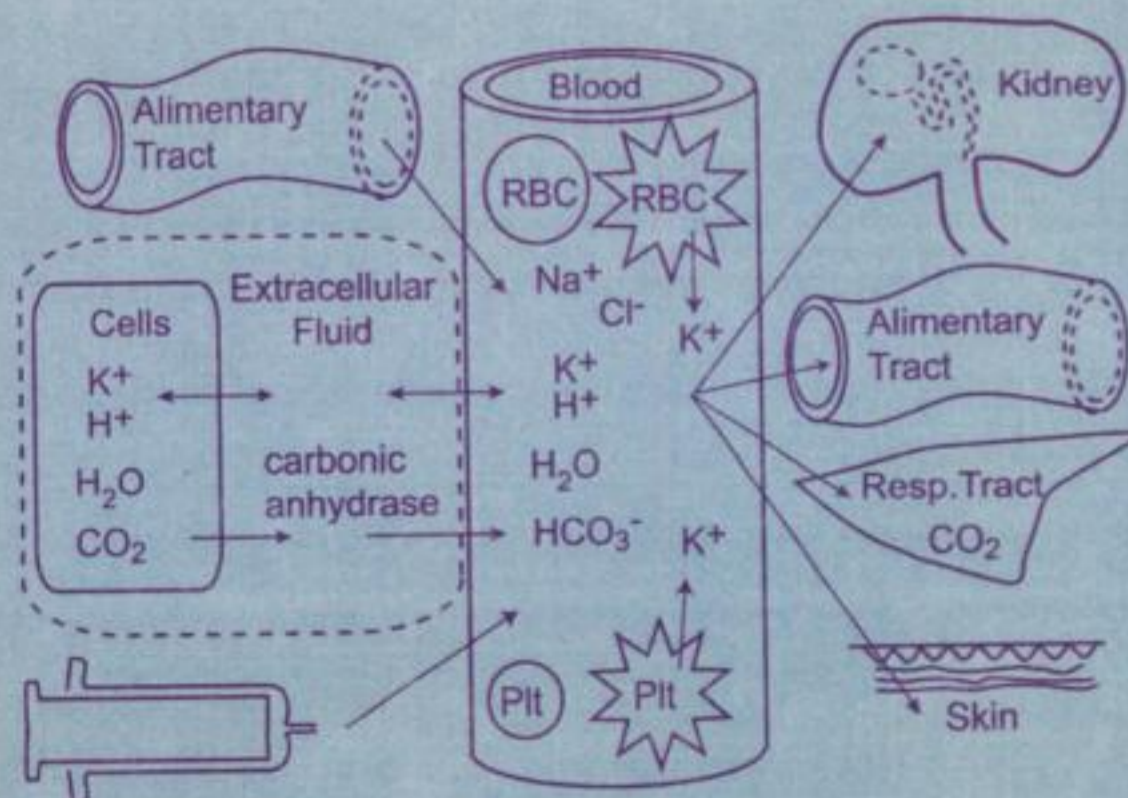 Alimentary
Tract
Blood
Kidney
RBC
RBC
Na⁺
Cl⁻
K⁺
Extracellular
Fluid
Cells
K⁺
H⁺
H₂O
CO₂
carbonic
anhydrase
K⁺
H⁺
H₂O
HCO₃⁻
K⁺
Plt
Plt
Alimentary
Tract
Resp.Tract
CO₂
Skin